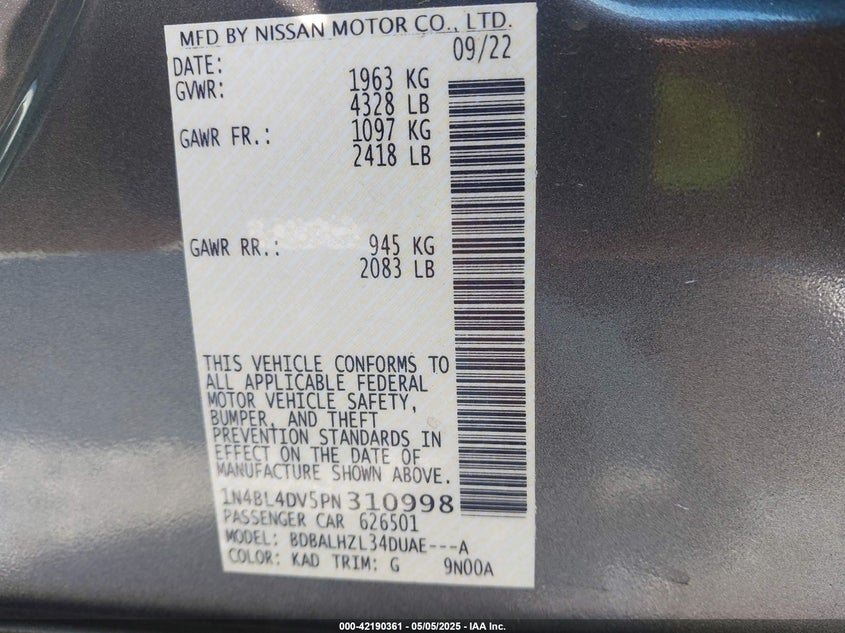 MFD BY NISSAN MOTOR CO., LTD.
DATE: 09/22
GVWR: 1963 KG
4328 LB
GAWR FR.: 1097 KG
2418 LB
GAWR RR.: 945 KG
2083 LB
THIS VEHICLE CONFORMS TO
ALL APPLICABLE FEDERAL
MOTOR VEHICLE SAFETY,
BUMPER, AND THEFT
PREVENTION STANDARDS IN
EFFECT ON THE DATE OF
MANUFACTURE SHOWN ABOVE.
1N4BL4DV5PN310998
PASSENGER CAR 626501
MODEL: BDBALHZL34DUAE---A
COLOR: KAD TRIM: G 9N00A
000-42190361 - 05/05/2025 - IAA Inc.